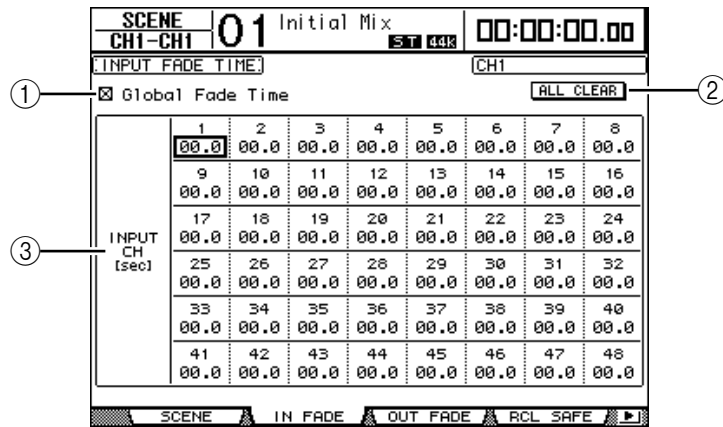 SCENE
CH1-CH1
01
Initial Mix
ST 44k
00:00:00.00
INPUT FADE TIME
CH1
1
Global Fade Time
ALL CLEAR
2
1 2 3 4 5 6 7 8
00.0 00.0 00.0 00.0 00.0 00.0 00.0 00.0
9 10 11 12 13 14 15 16
00.0 00.0 00.0 00.0 00.0 00.0 00.0 00.0
17 18 19 20 21 22 23 24
00.0 00.0 00.0 00.0 00.0 00.0 00.0 00.0
3
INPUT
CH
[sec]
25 26 27 28 29 30 31 32
00.0 00.0 00.0 00.0 00.0 00.0 00.0 00.0
33 34 35 36 37 38 39 40
00.0 00.0 00.0 00.0 00.0 00.0 00.0 00.0
41 42 43 44 45 46 47 48
00.0 00.0 00.0 00.0 00.0 00.0 00.0 00.0
SCENE IN FADE OUT FADE RCL SAFE